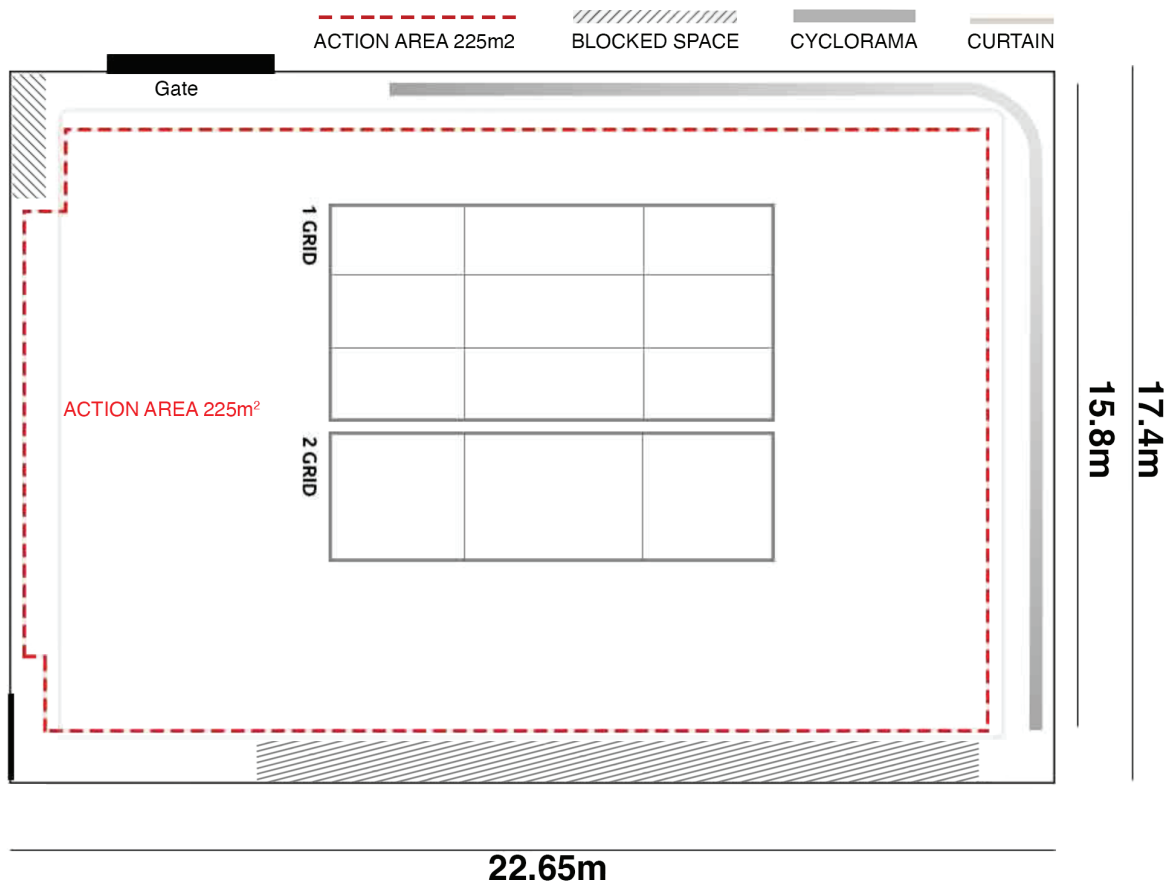 ACTION AREA 225m2
BLOCKED SPACE
CYCLORAMA
CURTAIN
Gate
1 GRID
ACTION AREA 225m²
2 GRID
15.8m
17.4m
22.65m